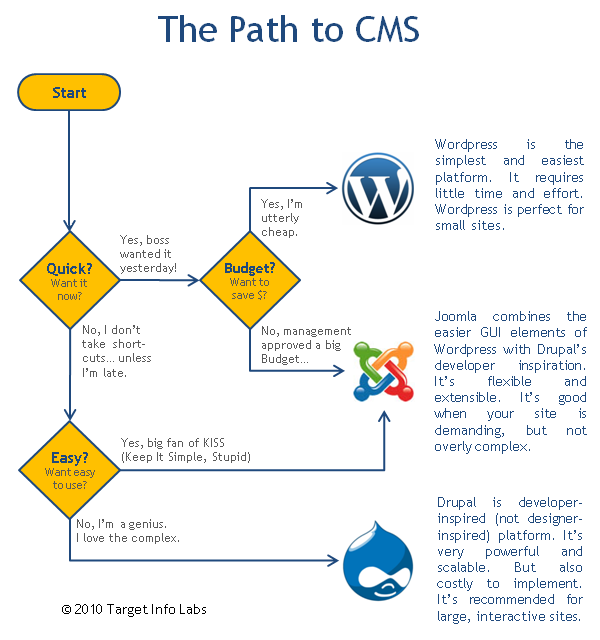 The Path to CMS
Start
Quick?
Want it
now?
Yes, boss
wanted it
yesterday!
Budget?
Want to
save $?
Yes, I'm
utterly
cheap.
Wordpress is the
simplest and easiest
platform. It requires
little time and effort.
Wordpress is perfect for
small sites.
No, management
approved a big
Budget...
Joomla combines the
easier GUI elements of
Wordpress with Drupal's
developer inspiration.
It's flexible and
extensible. It's good
when your site is
demanding, but not
overly complex.
No, I don't
take short-
cuts... unless
I'm late.
Easy?
Want easy
to use?
Yes, big fan of KISS
(Keep It Simple, Stupid)
No, I'm a genius.
I love the complex.
Drupal is developer-
inspired (not designer-
inspired) platform. It's
very powerful and
scalable. But also
costly to implement.
It's recommended for
large, interactive sites.
© 2010 Target Info Labs